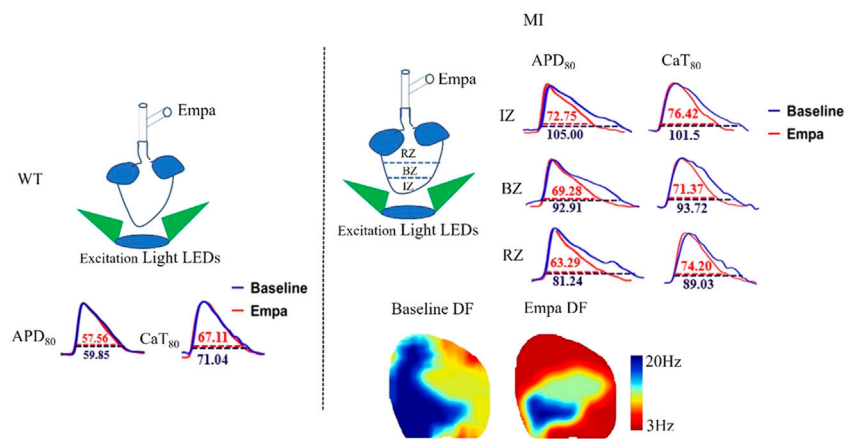 MI
WT
Empa
Excitation Light LEDs
Baseline
Empa
APD80
57.56
59.85
CaT80
67.11
71.04
Empa
RZ
BZ
IZ
Excitation Light LEDs
APD80
CaT80
IZ
72.75
105.00
76.42
101.5
Baseline
Empa
BZ
69.28
92.91
71.37
93.72
RZ
63.29
81.24
74.20
89.03
Baseline DF
Empa DF
20Hz
3Hz